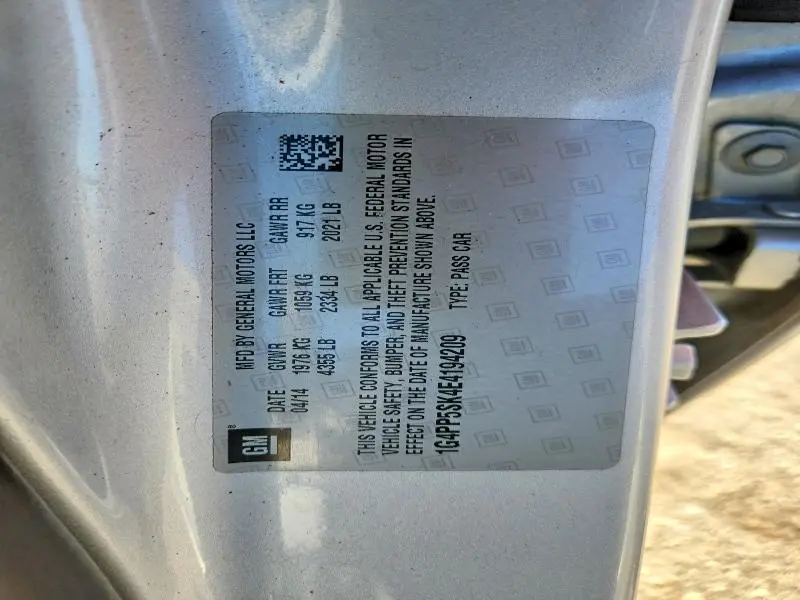 GM
MFD BY GENERAL MOTORS LLC
DATE GVWR GAWR FRT GAWR RR
04/14 1976 KG 1059 KG 917 KG
4355 LB 2334 LB 2021 LB
THIS VEHICLE CONFORMS TO ALL APPLICABLE U.S. FEDERAL MOTOR
VEHICLE SAFETY, BUMPER, AND THEFT PREVENTION STANDARDS IN
EFFECT ON THE DATE OF MANUFACTURE SHOWN ABOVE.
1G4PP5SK4E4194209 TYPE: PASS CAR